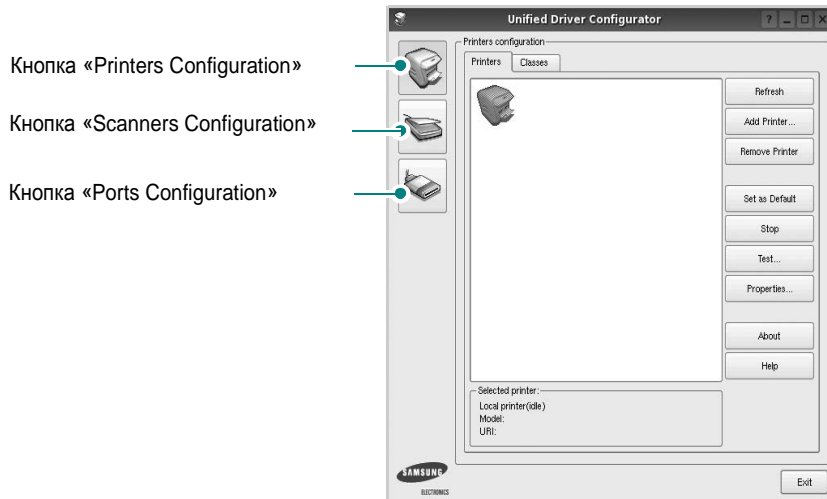 Unified Driver Configurator
Кнопка «Printers Configuration»
Кнопка «Scanners Configuration»
Кнопка «Ports Configuration»
Printers configuration
Printers
Classes
Refresh
Add Printer...
Remove Printer
Set as Default
Stop
Test...
Properties...
About
Help
Selected printer:
Local printer(idle)
Model:
URI:
SAMSUNG
ELECTRONICS
Exit